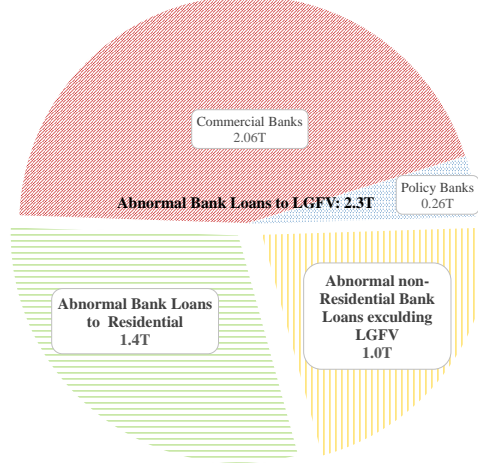 Commercial Banks
2.06T
Policy Banks
0.26T
Abnormal Bank Loans to LGFV: 2.3T
Abnormal Bank Loans
to Residential
1.4T
Abnormal non-
Residential Bank
Loans exculding
LGFV
1.0T